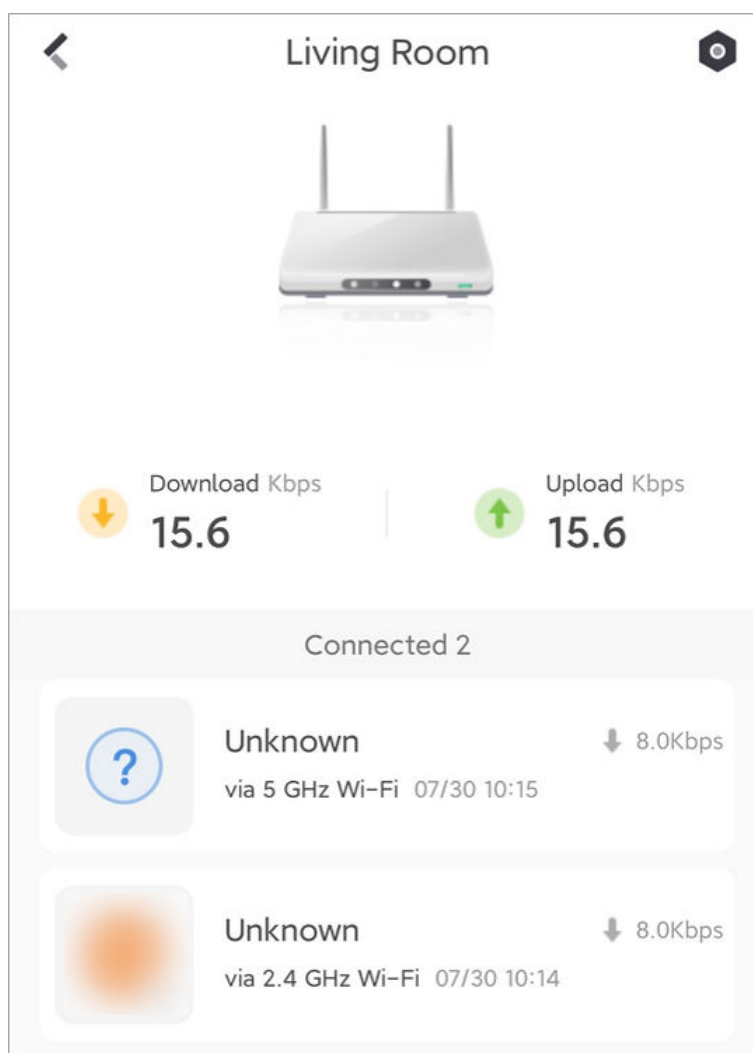 Living Room
Download Kbps
15.6
Upload Kbps
15.6
Connected 2
?
Unknown
8.0Kbps
via 5 GHz Wi-Fi 07/30 10:15
Unknown
8.0Kbps
via 2.4 GHz Wi-Fi 07/30 10:14